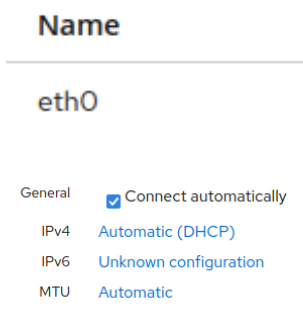 Name
eth0
General Connect automatically
IPv4 Automatic (DHCP)
IPv6 Unknown configuration
MTU Automatic